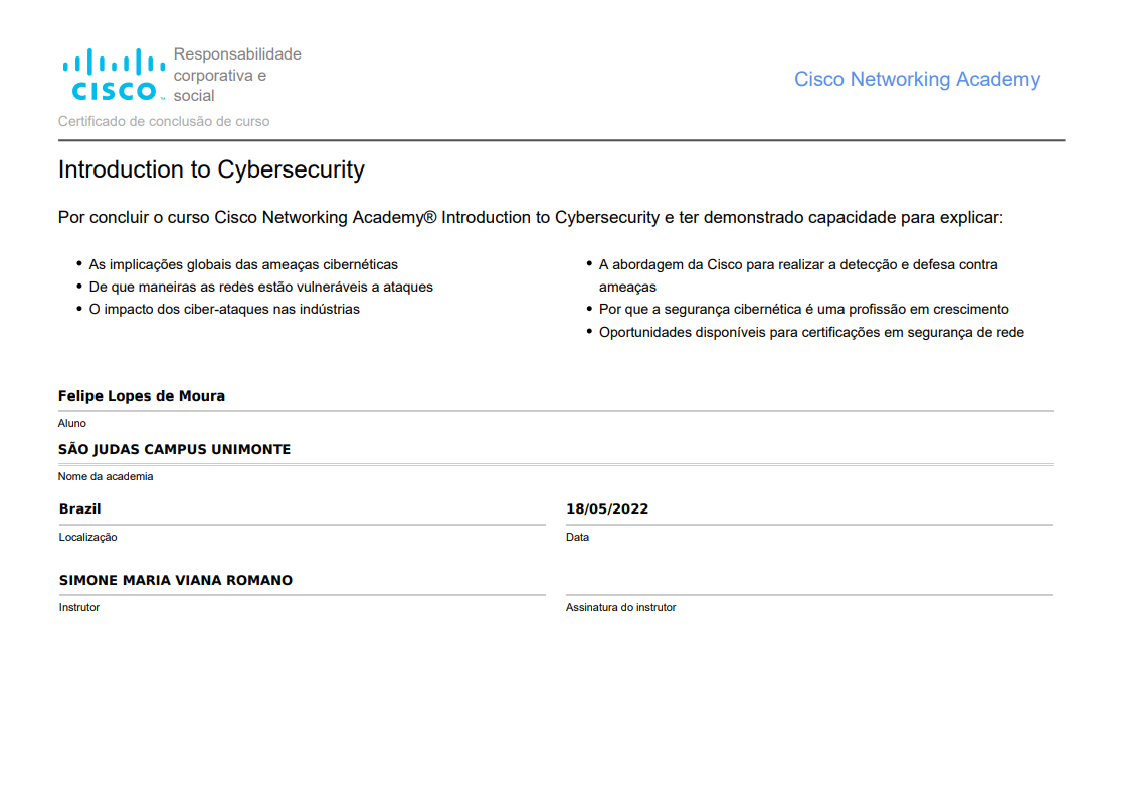 CISCO
Responsabilidade
corporativa e
social
Cisco Networking Academy
Certificado de conclusão de curso
Introduction to Cybersecurity
Por concluir o curso Cisco Networking Academy® Introduction to Cybersecurity e ter demonstrado capacidade para explicar:
• As implicações globais das ameaças cibernéticas
• De que maneiras as redes estão vulneráveis a ataques
• O impacto dos ciber-ataques nas indústrias
• A abordagem da Cisco para realizar a detecção e defesa contra
ameaças
• Por que a segurança cibernética é uma profissão em crescimento
• Oportunidades disponíveis para certificações em segurança de rede
Felipe Lopes de Moura
Aluno
SÃO JUDAS CAMPUS UNIMONTE
Nome da academia
Brazil
Localização
18/05/2022
Data
SIMONE MARIA VIANA ROMANO
Instrutor
Assinatura do instrutor